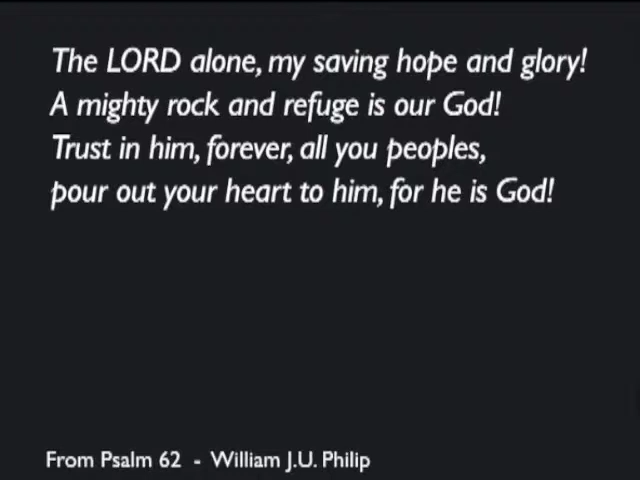 The LORD alone, my saving hope and glory!
A mighty rock and refuge is our God!
Trust in him, forever, all you peoples,
pour out your heart to him, for he is God!
From Psalm 62 - William J.U. Philip